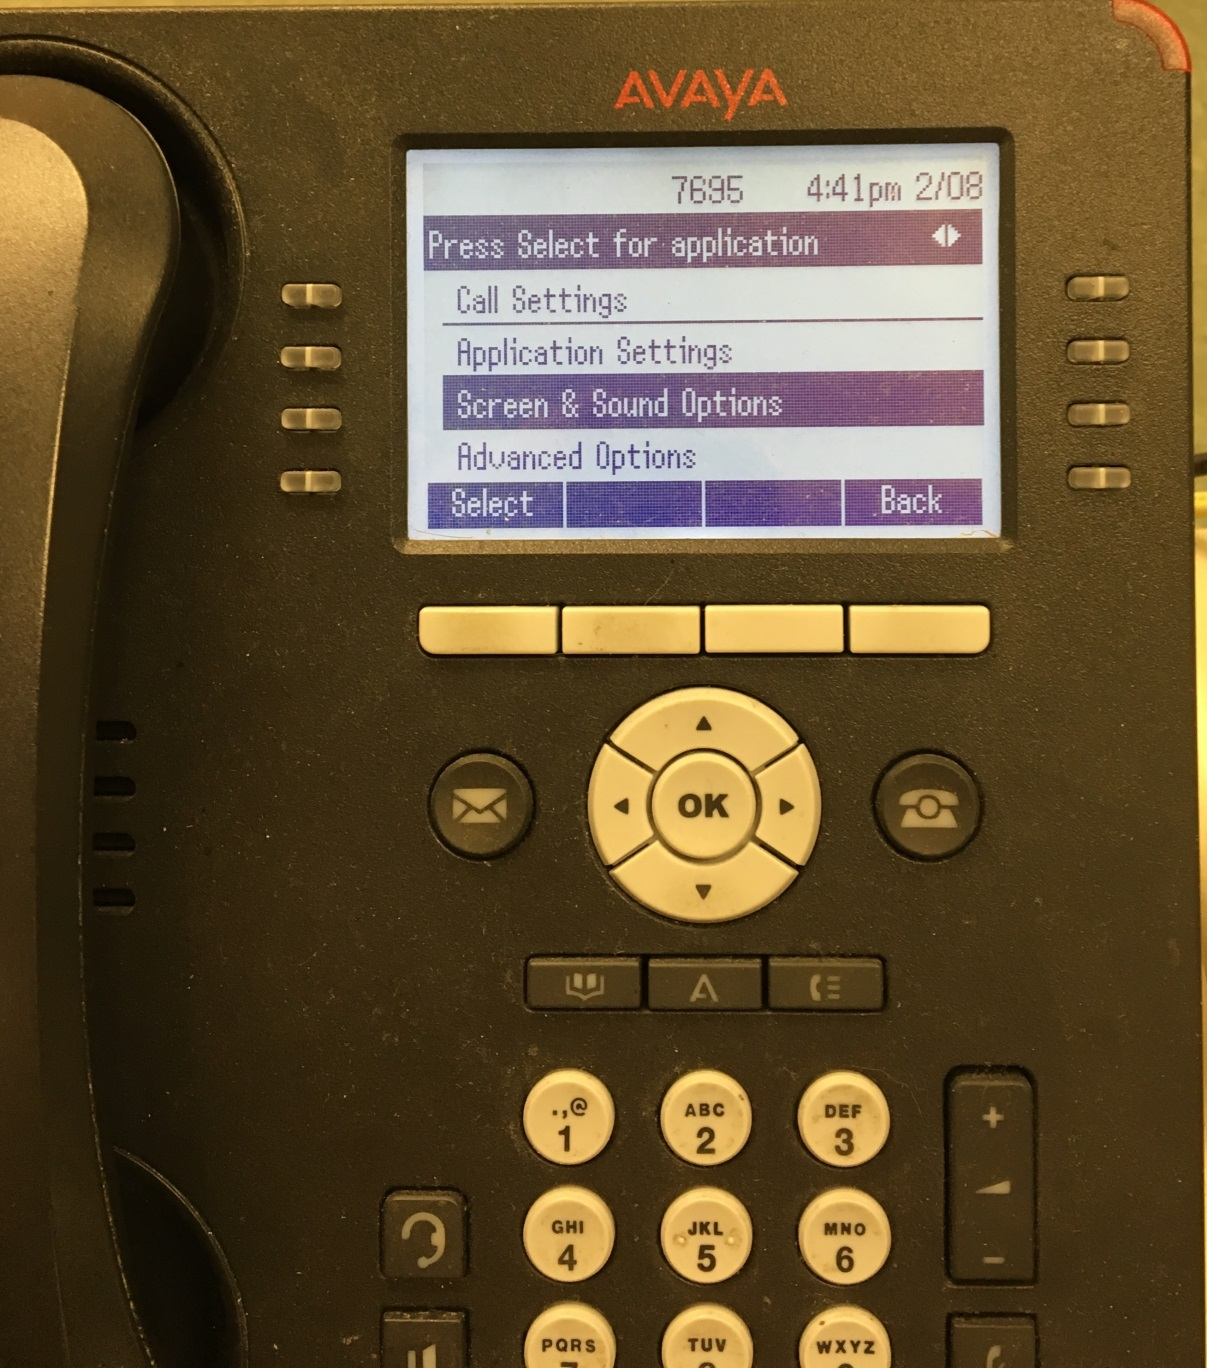 AVAYA
7695 4:41pm 2/08
Press Select for application
Call Settings
Application Settings
Screen & Sound Options
Advanced Options
Select Back
OK
.,@ ABC DEF
1 2 3
+
GHI JKL MNO
4 5 6
-
PQRS TUV WXYZ